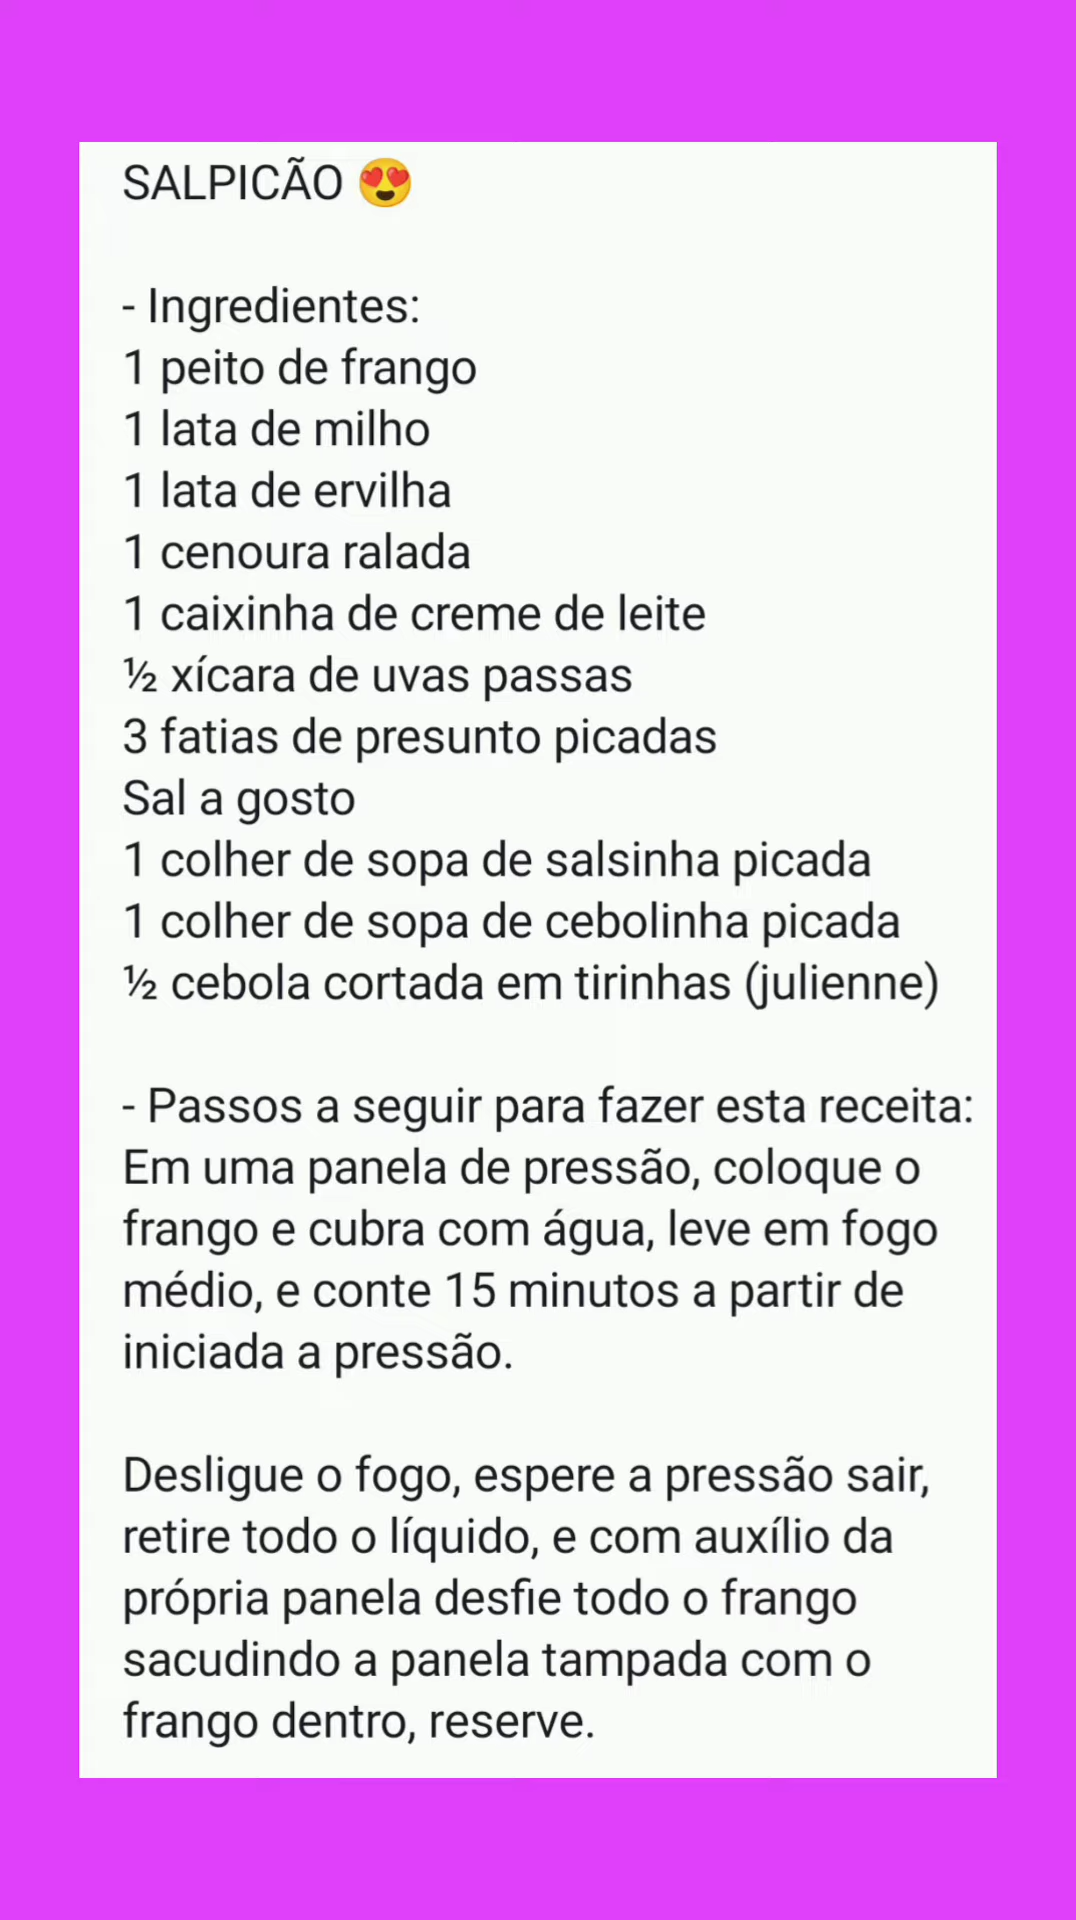 SALPICÃO 😍
- Ingredientes:
1 peito de frango
1 lata de milho
1 lata de ervilha
1 cenoura ralada
1 caixinha de creme de leite
½ xícara de uvas passas
3 fatias de presunto picadas
Sal a gosto
1 colher de sopa de salsinha picada
1 colher de sopa de cebolinha picada
½ cebola cortada em tirinhas (julienne)
- Passos a seguir para fazer esta receita:
Em uma panela de pressão, coloque o
frango e cubra com água, leve em fogo
médio, e conte 15 minutos a partir de
iniciada a pressão.
Desligue o fogo, espere a pressão sair,
retire todo o líquido, e com auxílio da
própria panela desfie todo o frango
sacudindo a panela tampada com o
frango dentro, reserve.